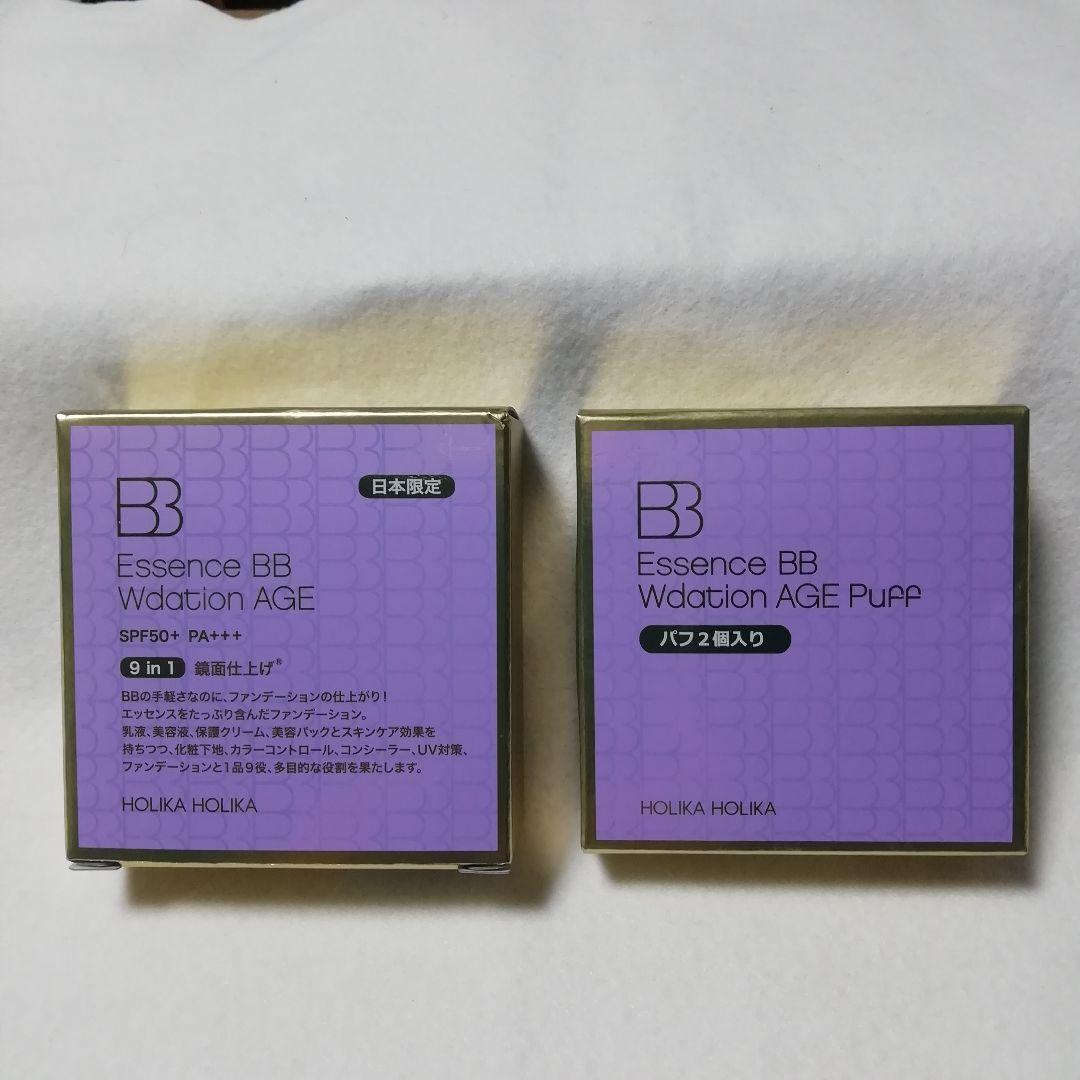 BB
日本限定
Essence BB
Wdation AGE
SPF50+ PA+++
9 in 1 鏡面仕上げ®
BBの手軽さなのに、ファンデーションの仕上がり!
エッセンスをたっぷり含んだファンデーション。
乳液、美容液、保護クリーム、美容パックとスキンケア効果を
持ちつつ、化粧下地、カラーコントロール、コンシーラー、UV対策、
ファンデーションと1品9役、多目的な役割を果たします。
HOLIKA HOLIKA
BB
Essence BB
Wdation AGE Puff
パフ2個入り
HOLIKA HOLIKA